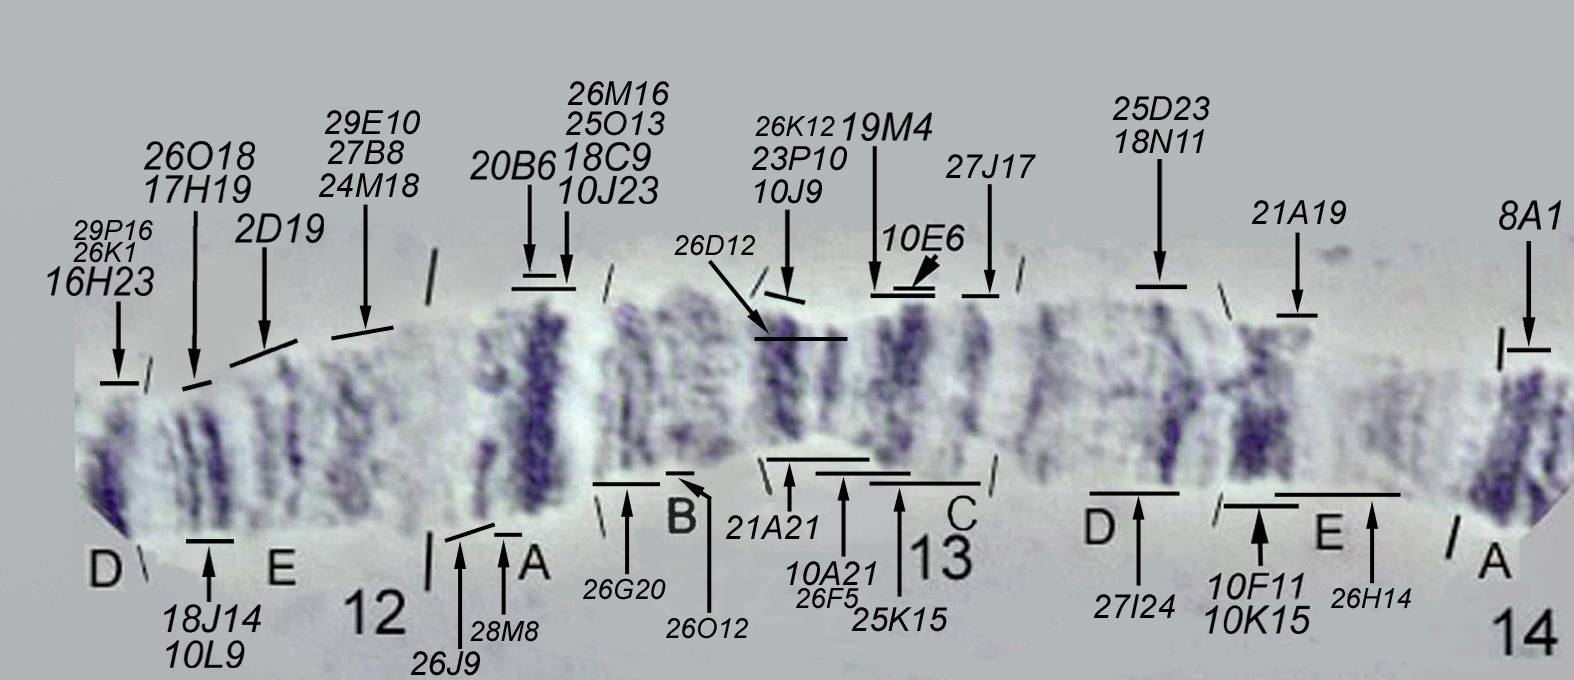 26M16
25O13
18C9
10J23
29E10
27B8
24M18
20B6
26K12
23P10
10J9
19M4
25D23
18N11
26O18
17H19
27J17
29P16
26K1
16H23
2D19
26D12
10E6
21A19
8A1
D
E
12
A
B
C
13
D
E
A
14
18J14
10L9
26J9
28M8
26G20
26O12
21A21
10A21
26F5
25K15
27I24
10F11
10K15
26H14